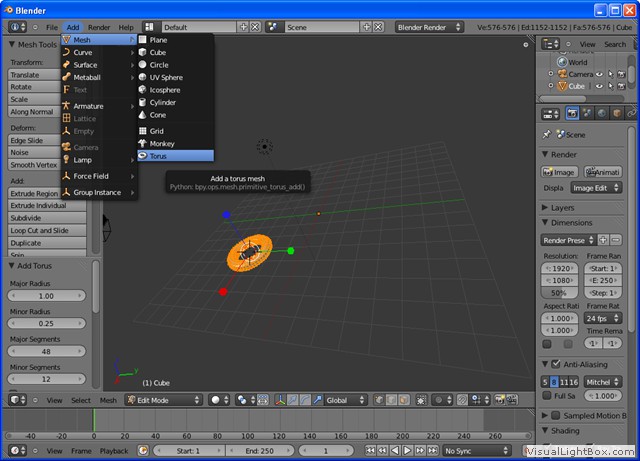 Blender
File Add Render Help Default Scene Blender Render Ve:576-576 | Ed:1152-1152 | Fa:576-576 | Cube
Mesh Tools
Transform:
Translate
Rotate
Scale
Along Normal
Deform:
Edge Slide
Noise
Smooth Vertex
Add:
Extrude Region
Extrude Individual
Subdivide
Loop Cut and Slide
Duplicate
Spin
Mesh
Curve
Surface
Metaball
Text
Armature
Lattice
Empty
Camera
Lamp
Force Field
Group Instance
Plane
Cube
Circle
UV Sphere
Icosphere
Cylinder
Cone
Grid
Monkey
Torus
Add a torus mesh
Python: bpy.ops.mesh.primitive_torus_add()
Add Torus
Major Radius
1.00
Minor Radius
0.25
Major Segments
48
Minor Segments
12
z
y
(1) Cube
View Select Mesh Edit Mode Global
World
Camera
Cube
Scene
Render
Image Animati
Displa Image Edit
Layers
Dimensions
Render Prese
Resolution: Frame Ran
1920 Start: 1
1080 E: 250
50% Step: 1
Aspect Rati Frame Rat
1.000 24 fps
1.000 Time Rema
Anti-Aliasing
5 8 11 16 Mitchel
Full Sa 1.000
Sampled Motion B
Shading
-40 -20 0 20 40 60 80 100 120 140 160 180 200 220 240 260
View Frame Playback Start: 1 End: 250 1 No Sync
VisualLightBox.com